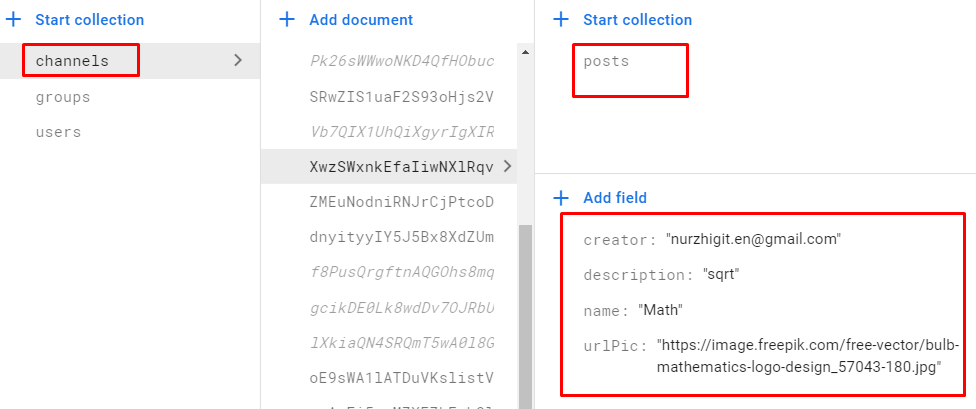 Start collection
channels
groups
users
Add document
Pk26sWWwoNKD4QfHObuc
SRwZIS1uaF2S93oHjs2V
Vb7QIX1UhQiXgyrIgXIR
XwzSWxnkEfaIiwNXlRqv
ZMEuNodniRNJrCjPtcoD
dnyityyIY5J5Bx8XdZUm
f8PusQrgftnAQGOhs8mq
gcikDE0Lk8wdDv7OJRbU
lXkiaQN4SRQmT5wA0l8G
oE9sWA1lATDuVKslistV
Start collection
posts
Add field
creator: "nurzhigit.en@gmail.com"
description: "sqrt"
name: "Math"
urlPic: "https://image.freepik.com/free-vector/bulb-
mathematics-logo-design_57043-180.jpg"